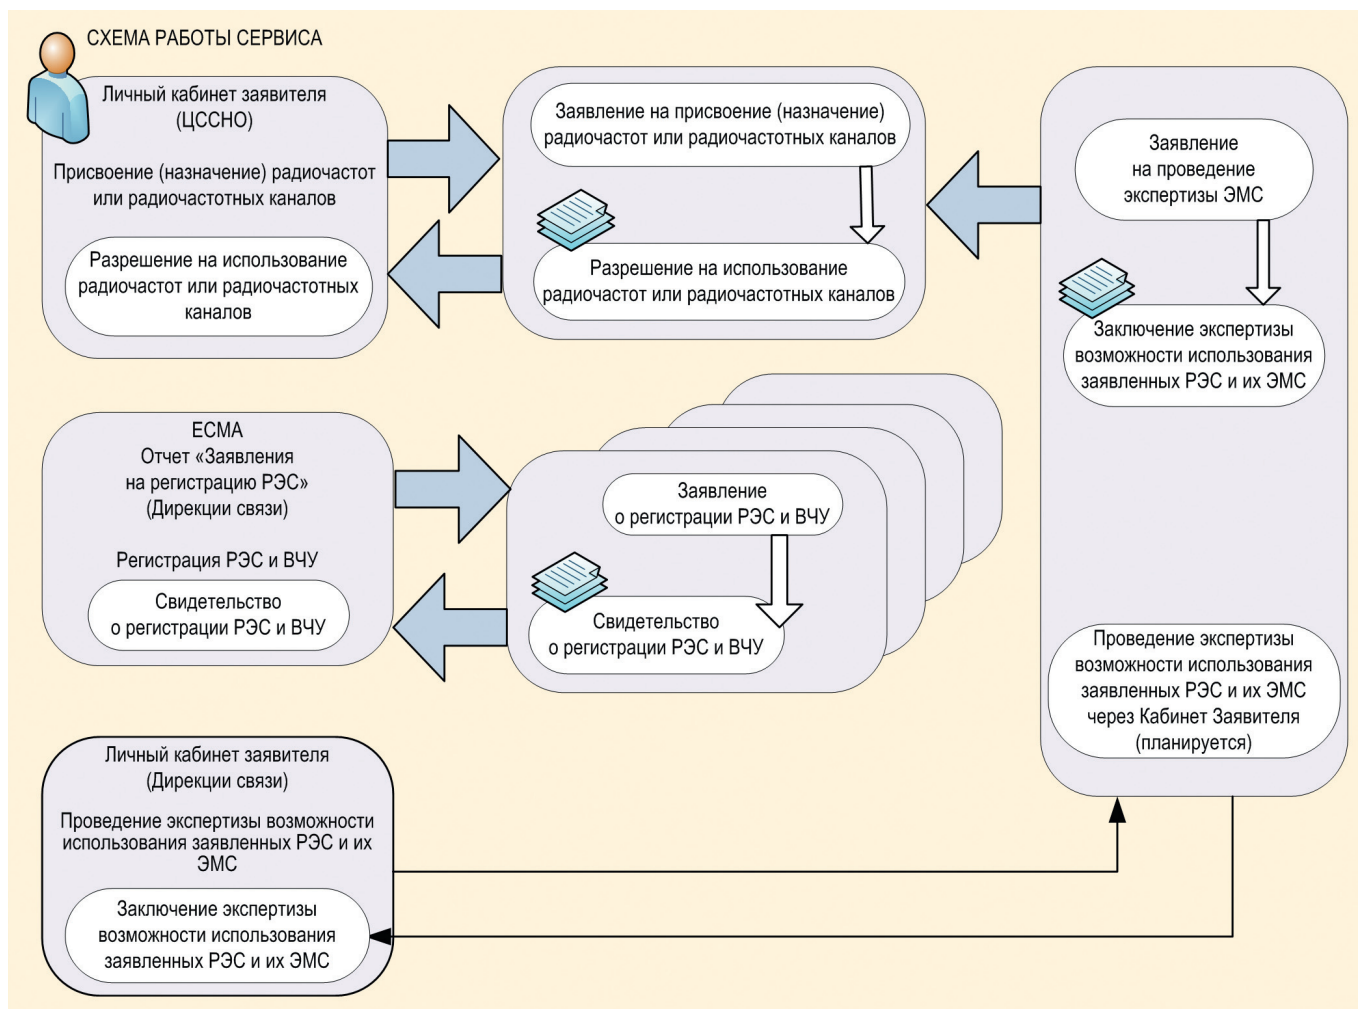 СХЕМА РАБОТЫ СЕРВИСА
Личный кабинет заявителя
(ЦССНО)
Присвоение (назначение) радиочастот
или радиочастотных каналов
Разрешение на использование
радиочастот или радиочастотных
каналов
Заявление на присвоение (назначение)
радиочастот или радиочастотных каналов
Разрешение на использование
радиочастот или радиочастотных каналов
Заявление
на проведение
экспертизы ЭМС
Заключение экспертизы
возможности использования
заявленных РЭС и их ЭМС
Проведение экспертизы
возможности использования
заявленных РЭС и их ЭМС
через Кабинет Заявителя
(планируется)
ЕСМА
Отчет «Заявления
на регистрацию РЭС»
(Дирекции связи)
Регистрация РЭС и ВЧУ
Свидетельство
о регистрации РЭС и ВЧУ
Заявление
о регистрации РЭС и ВЧУ
Свидетельство
о регистрации РЭС и ВЧУ
Личный кабинет заявителя
(Дирекции связи)
Проведение экспертизы возможности
использования заявленных РЭС и их
ЭМС
Заключение экспертизы
возможности использования
заявленных РЭС и их ЭМС